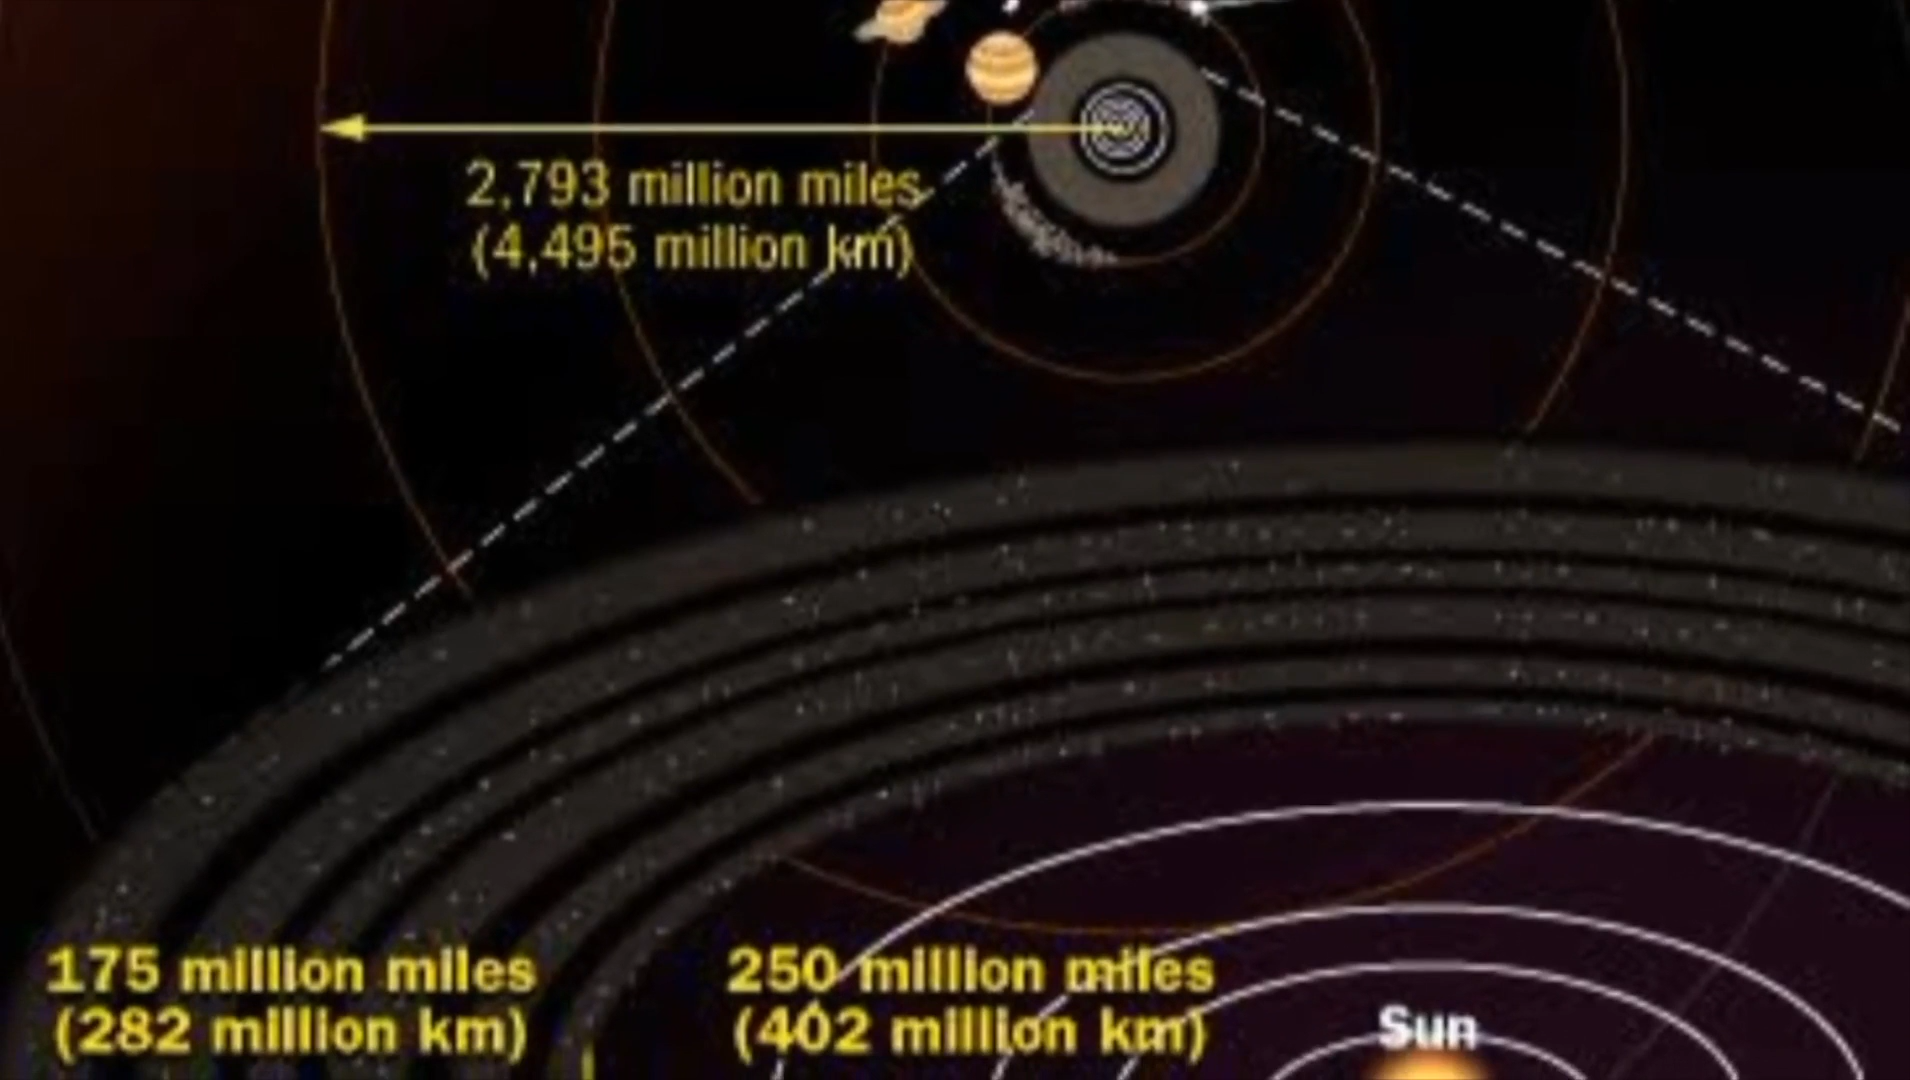 2,793 million miles
(4,495 million km)
175 million miles
(282 million km)
250 million miles
(402 million km)
Sun